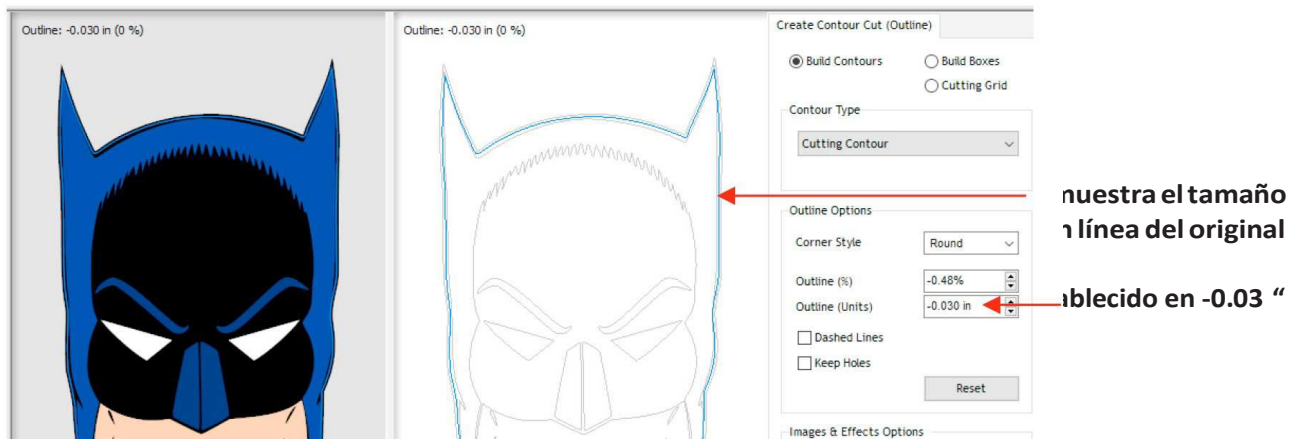 Outline: -0.030 in (0 %)
Outline: -0.030 in (0 %)
Create Contour Cut (Outline)
Build Contours
Build Boxes
Cutting Grid
Contour Type
Cutting Contour
Outline Options
Corner Style
Round
Outline (%)
-0.48%
Outline (Units)
-0.030 in
Dashed Lines
Keep Holes
Reset
Images & Effects Options
el tamaño
línea del original
en -0.03 “